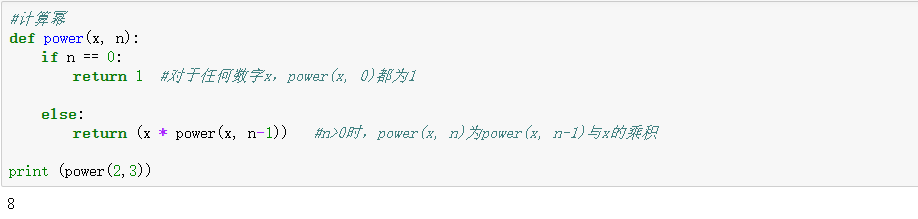 #计算幂
def power(x, n):
    if n == 0:
        return 1  #对于任何数字x，power(x, 0)都为1
    else:
        return (x * power(x, n-1))   #n>0时，power(x, n)为power(x, n-1)与x的乘积
print (power(2,3))
8